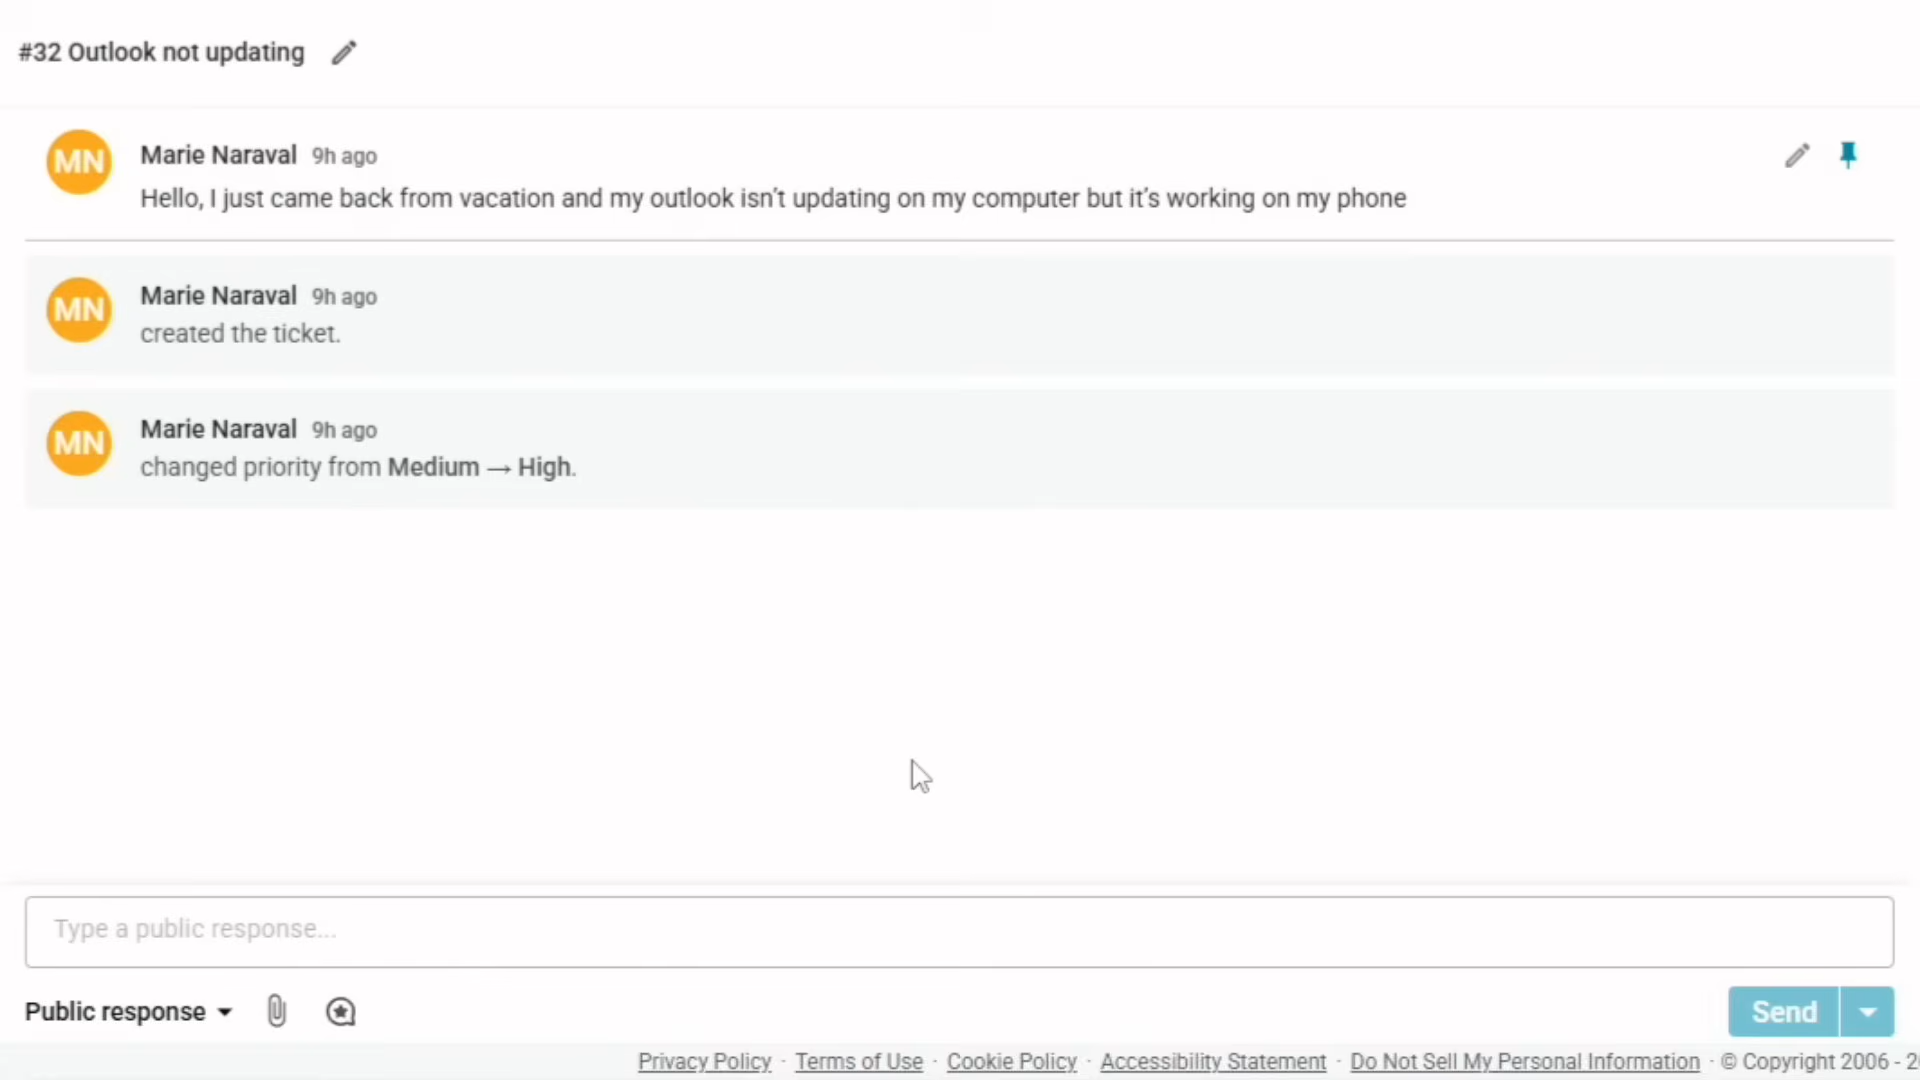 #32 Outlook not updating
MN
Marie Naraval 9h ago
Hello, I just came back from vacation and my outlook isn't updating on my computer but it's working on my phone
MN
Marie Naraval 9h ago
created the ticket.
MN
Marie Naraval 9h ago
changed priority from Medium → High.
Type a public response...
Public response
Send
Privacy Policy · Terms of Use · Cookie Policy · Accessibility Statement · Do Not Sell My Personal Information · © Copyright 2006 - 2